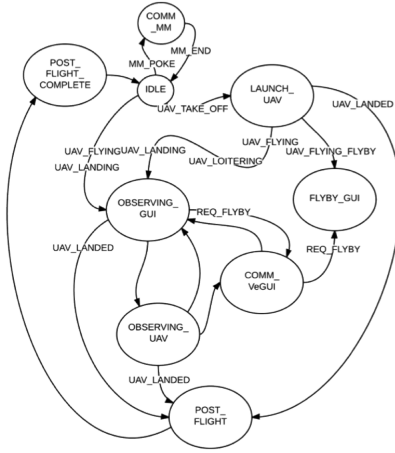 COMM
_MM
MM_END
MM_POKE
POST_
FLIGHT_
COMPLETE
IDLE
UAV_TAKE_OFF
LAUNCH_
UAV
UAV_LANDED
UAV_FLYING
UAV_LANDING
UAV_LANDING
UAV_FLYING
UAV_LOITERING
UAV_FLYING_FLYBY
OBSERVING_
GUI
REQ_FLYBY
FLYBY_GUI
UAV_LANDED
REQ_FLYBY
COMM_
VeGUI
OBSERVING_
UAV
UAV_LANDED
POST_
FLIGHT